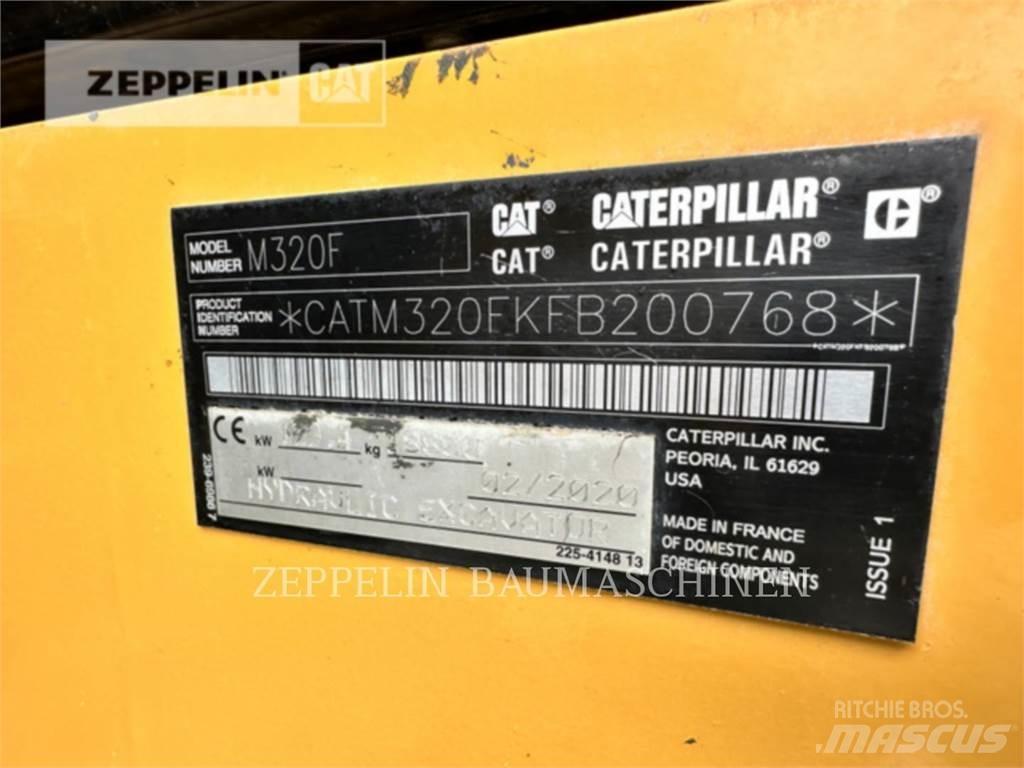 ZEPPELIN CAT
MODEL NUMBER M320F
CAT® CATERPILLAR®
CAT® CATERPILLAR®
PRODUCT IDENTIFICATION NUMBER *CATM320FKFB200768*
CE kW kg
kW 02/2020
HYDRAULIC EXCAVATOR
225-4148 13
CATERPILLAR INC.
PEORIA, IL 61629
USA
MADE IN FRANCE
OF DOMESTIC AND
FOREIGN COMPONENTS
ISSUE 1
ZEPPELIN BAUMASCHINEN
RITCHIE BROS.
MASCUS